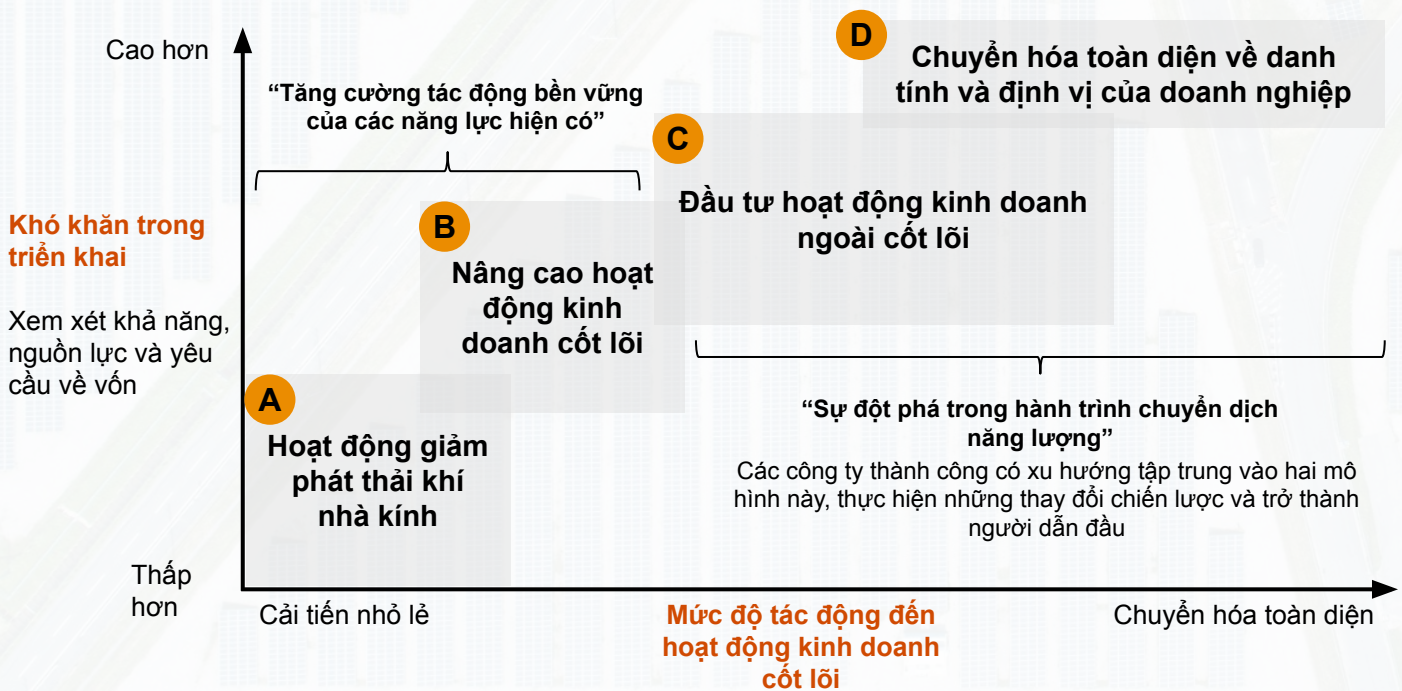 Cao hơn
“Tăng cường tác động bền vững
của các năng lực hiện có”
D
Chuyển hóa toàn diện về danh
tính và định vị của doanh nghiệp
C
Đầu tư hoạt động kinh doanh
ngoài cốt lõi
Khó khăn trong
triển khai
Xem xét khả năng,
nguồn lực và yêu
cầu về vốn
B
Nâng cao hoạt
động kinh
doanh cốt lõi
A
Hoạt động giảm
phát thải khí
nhà kính
“Sự đột phá trong hành trình chuyển dịch
năng lượng”
Các công ty thành công có xu hướng tập trung vào hai mô
hình này, thực hiện những thay đổi chiến lược và trở thành
người dẫn đầu
Thấp
hơn
Cải tiến nhỏ lẻ
Mức độ tác động đến
hoạt động kinh doanh
cốt lõi
Chuyển hóa toàn diện